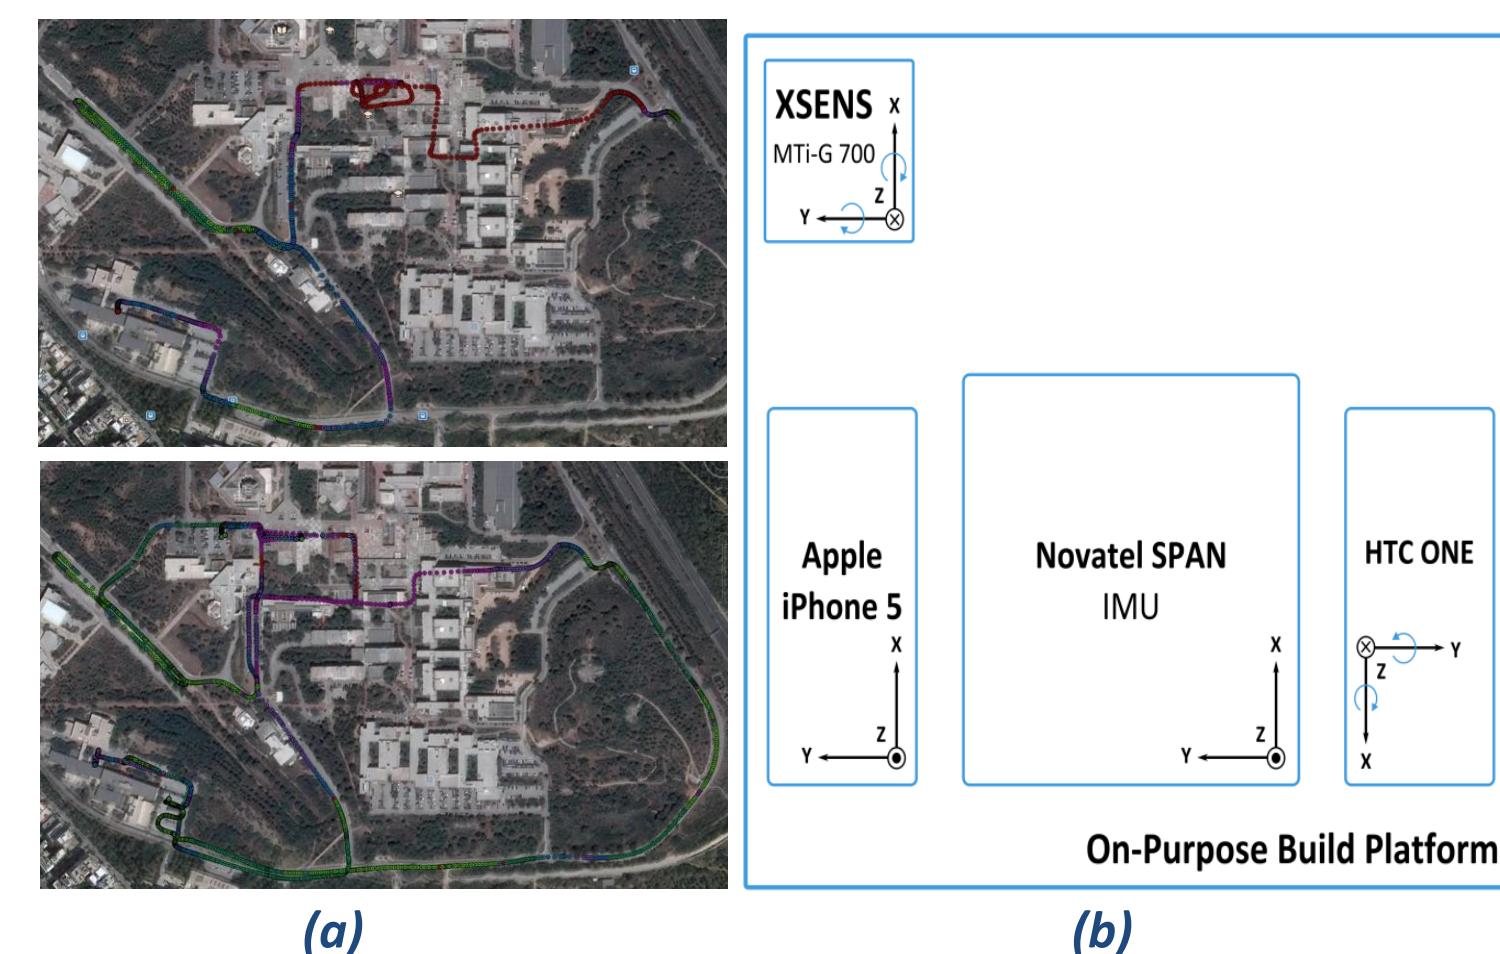 XSENS
MTi-G 700
X
Z
Y
Apple
iPhone 5
X
Z
Y
Novatel SPAN
IMU
X
Z
Y
HTC ONE
Y
Z
X
On-Purpose Build Platform
(a)
(b)